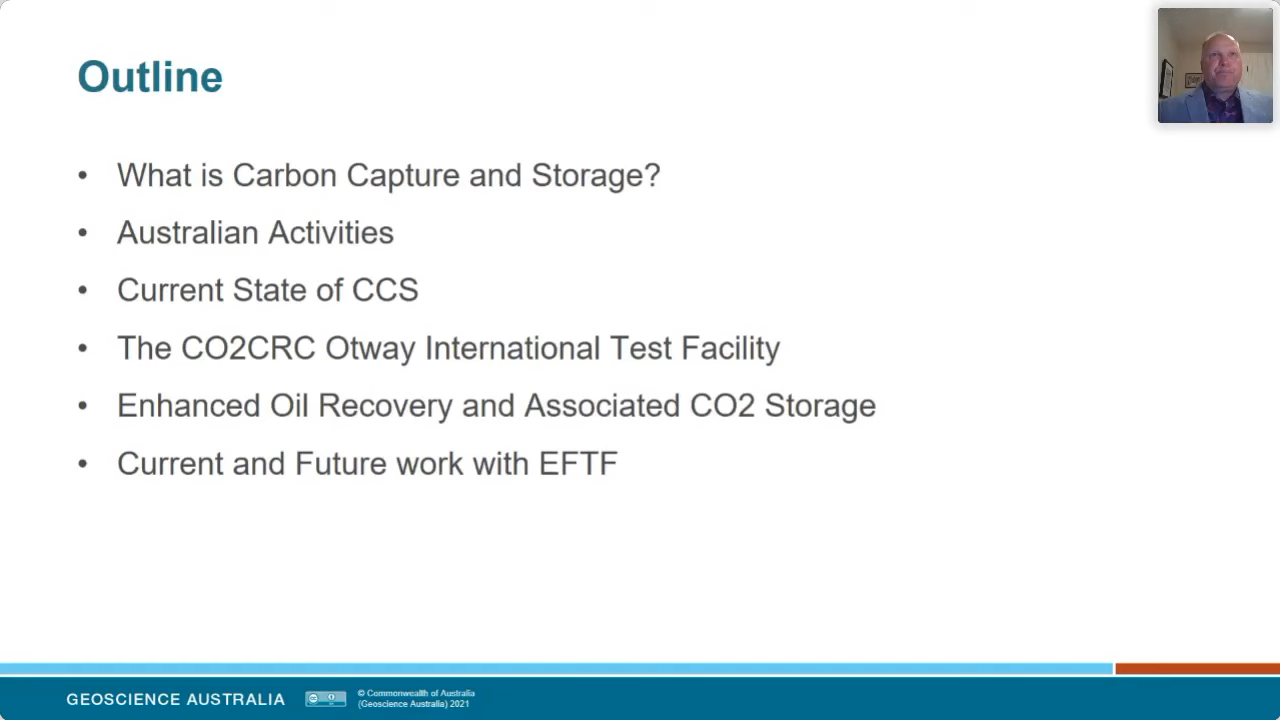 Outline
• What is Carbon Capture and Storage?
• Australian Activities
• Current State of CCS
• The CO2CRC Otway International Test Facility
• Enhanced Oil Recovery and Associated CO2 Storage
• Current and Future work with EFTF
GEOSCIENCE AUSTRALIA
© Commonwealth of Australia
(Geoscience Australia) 2021